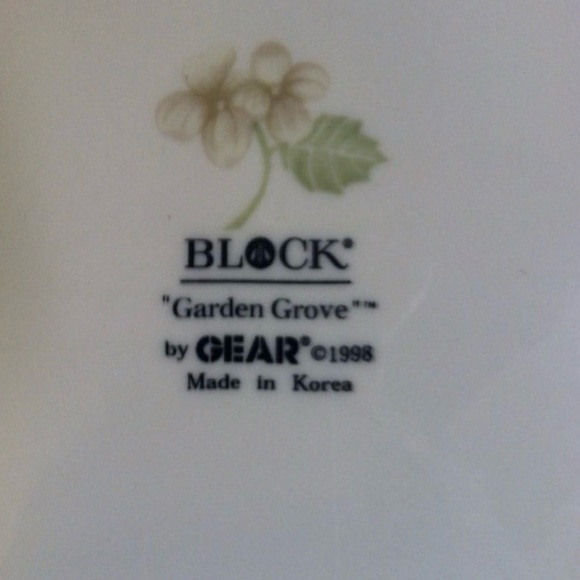 BLOCK®
"Garden Grove"™
by GEAR®©1998
Made in Korea